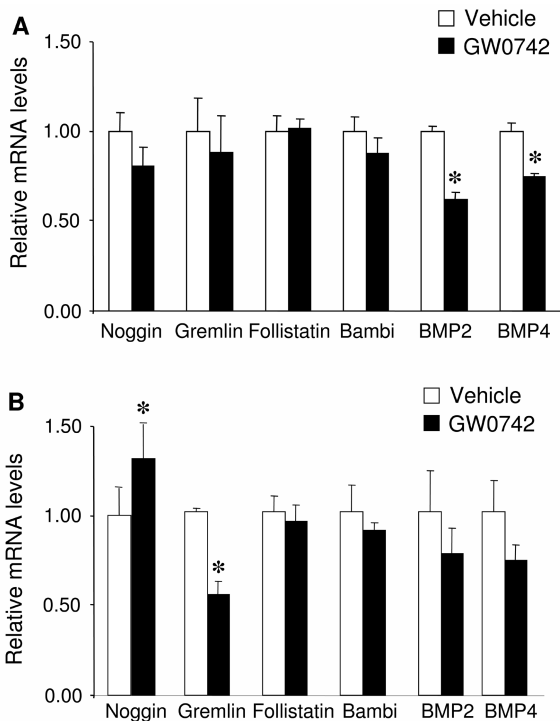 A
Vehicle
GW0742
Relative mRNA levels
1.50
1.00
0.50
0.00
*
*
Noggin Gremlin Follistatin Bambi BMP2 BMP4
B
Vehicle
GW0742
Relative mRNA levels
1.50
1.00
0.50
0.00
*
*
Noggin Gremlin Follistatin Bambi BMP2 BMP4